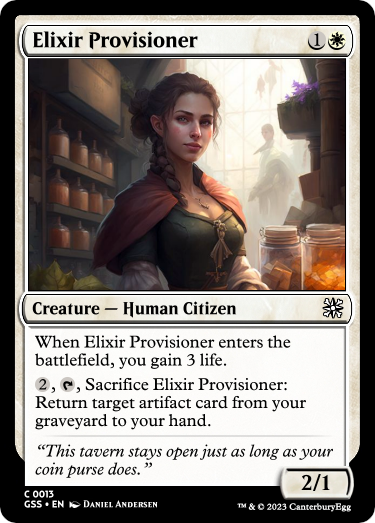 Elixir Provisioner 1
Creature — Human Citizen
When Elixir Provisioner enters the
battlefield, you gain 3 life.
2, , Sacrifice Elixir Provisioner:
Return target artifact card from your
graveyard to your hand.
“This tavern stays open just as long as your
coin purse does.”
2/1
C 0013
GSS • EN Daniel Andersen
™ & © 2023 CanterburyEgg